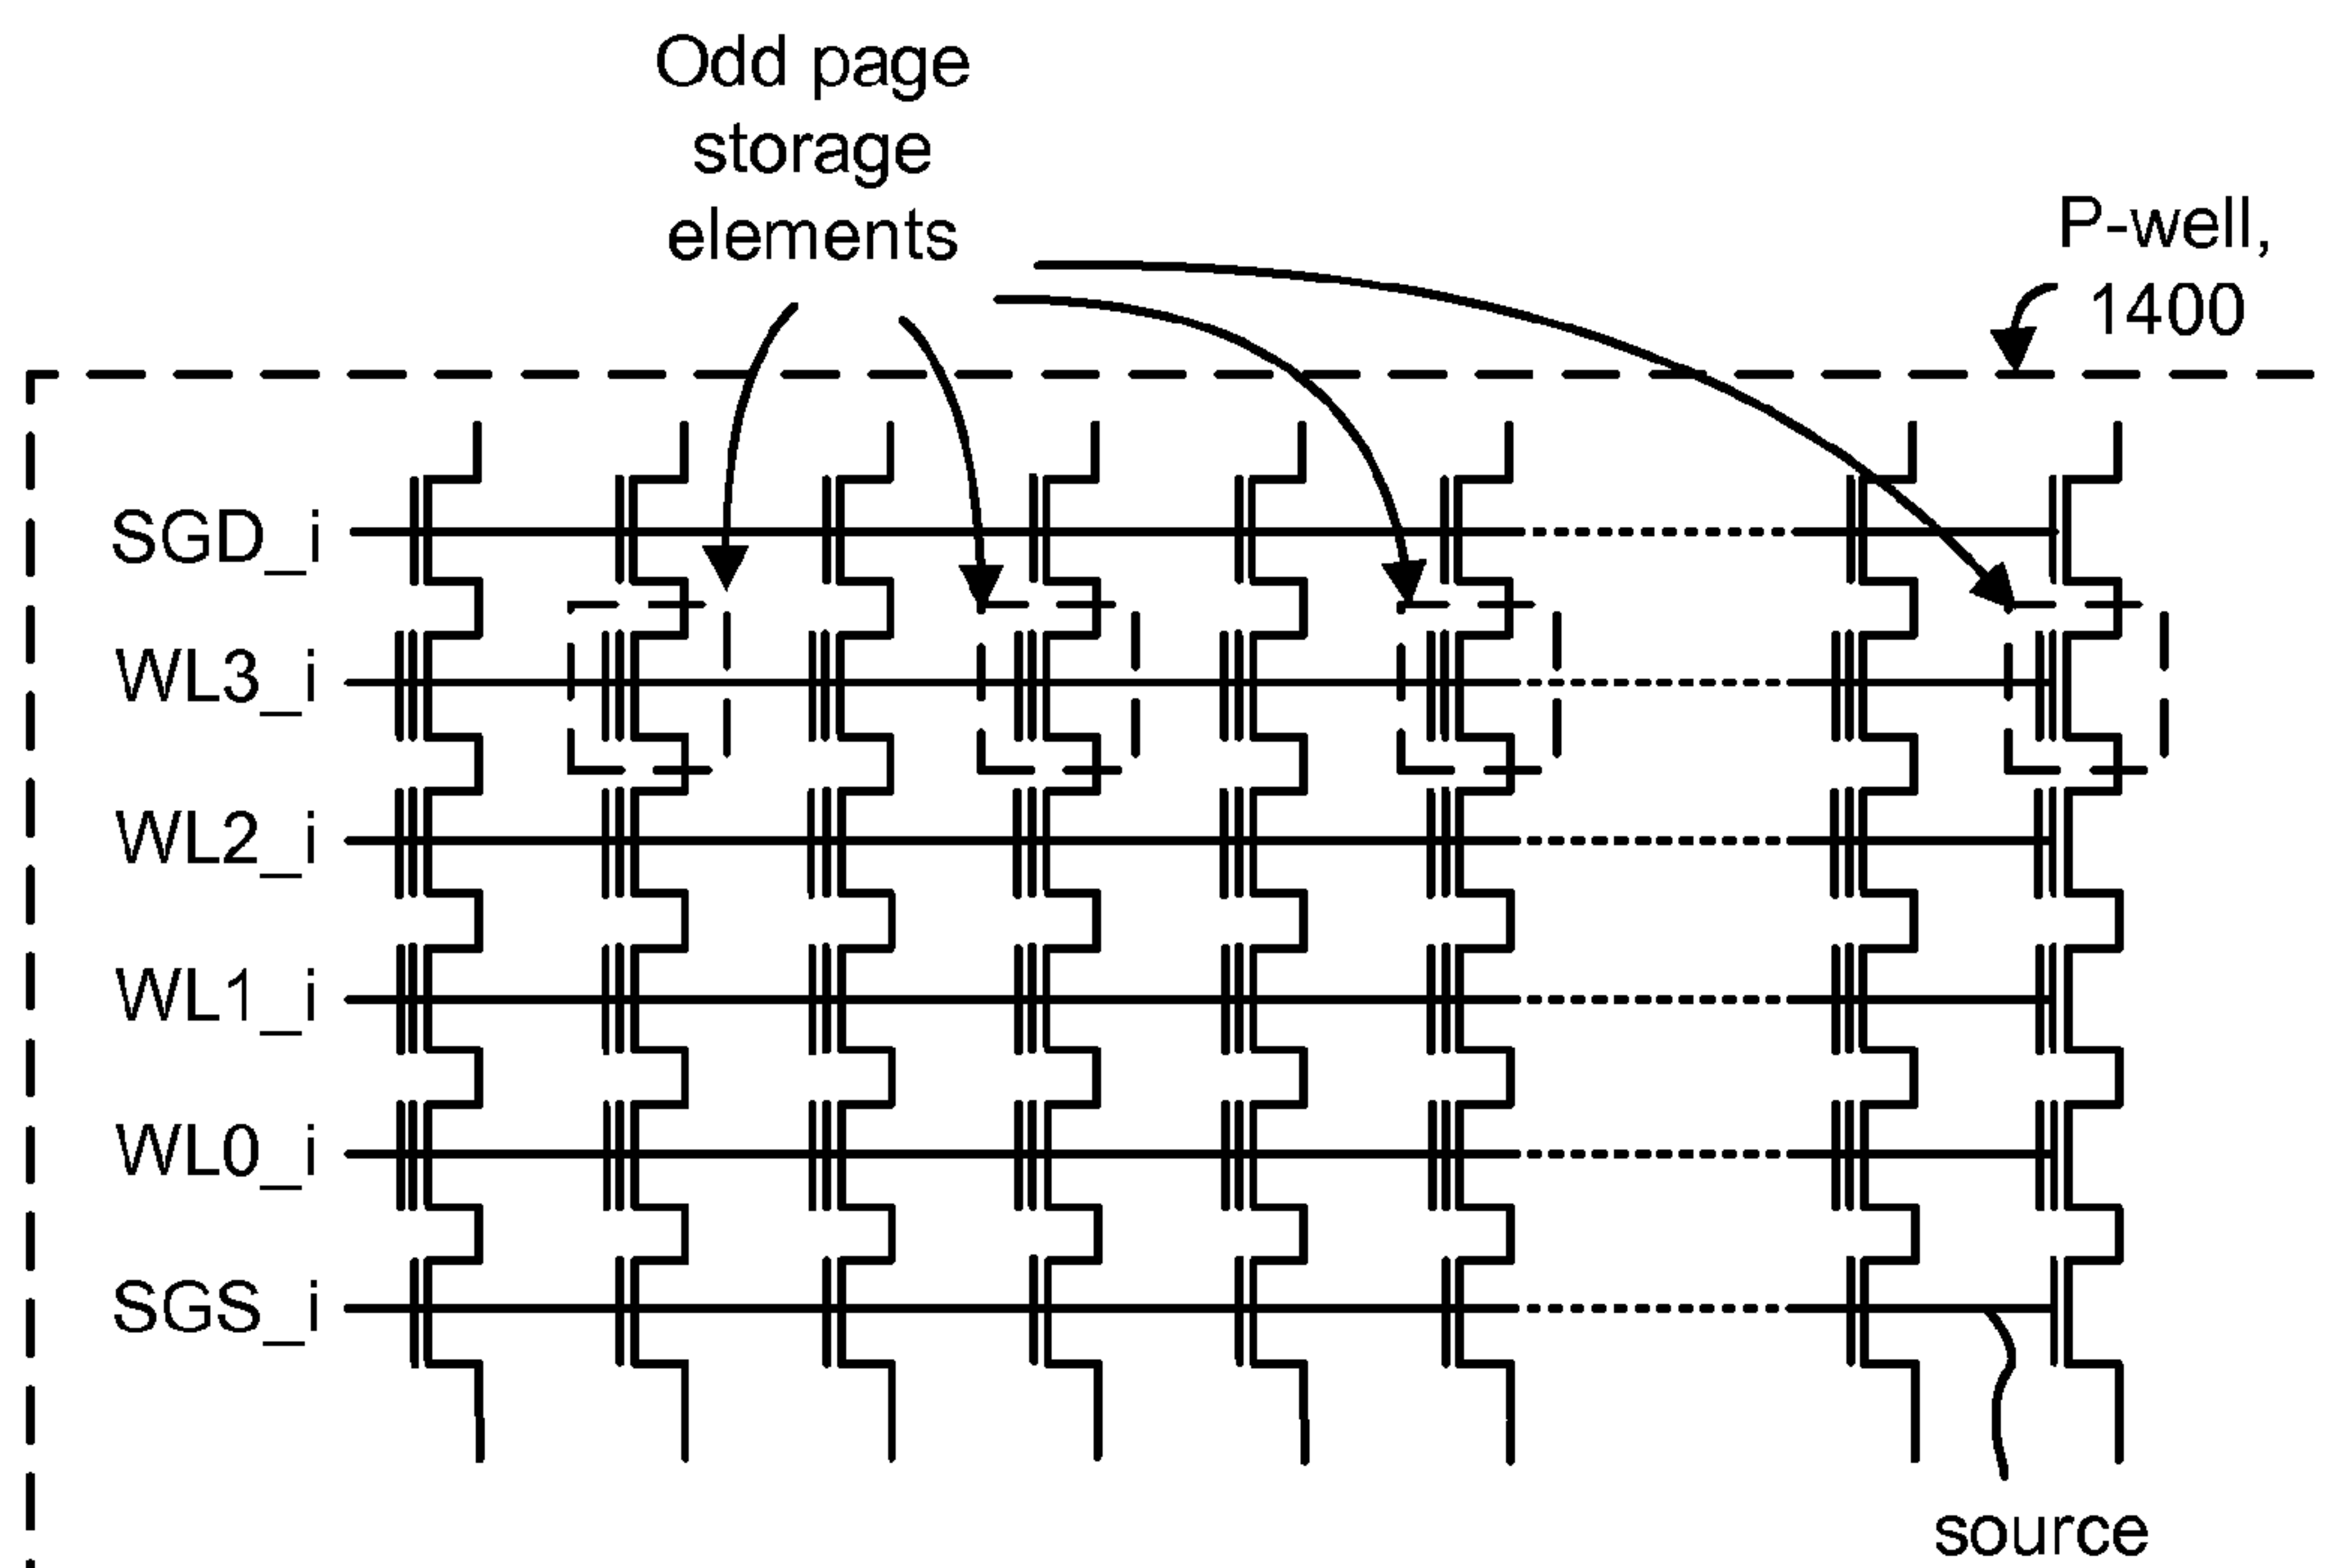 Odd page
storage
elements
P-well,
1400
SGD_i
WL3_i
WL2_i
WL1_i
WL0_i
SGS_i
source